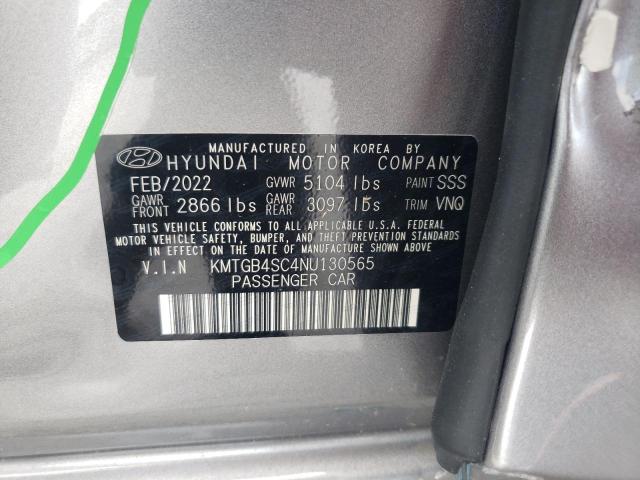 MANUFACTURED IN KOREA BY
HYUNDAI MOTOR COMPANY
FEB/2022 GVWR 5104 lbs PAINT SSS
GAWR FRONT 2866 lbs GAWR REAR 3097 lbs TRIM VNQ
THIS VEHICLE CONFORMS TO ALL APPLICABLE U.S.A. FEDERAL
MOTOR VEHICLE SAFETY, BUMPER, AND THEFT PREVENTION
STANDARDS IN EFFECT ON THE DATE OF MANUFACTURE SHOWN ABOVE.
V.I.N KMTGB4SC4NU130565
PASSENGER CAR